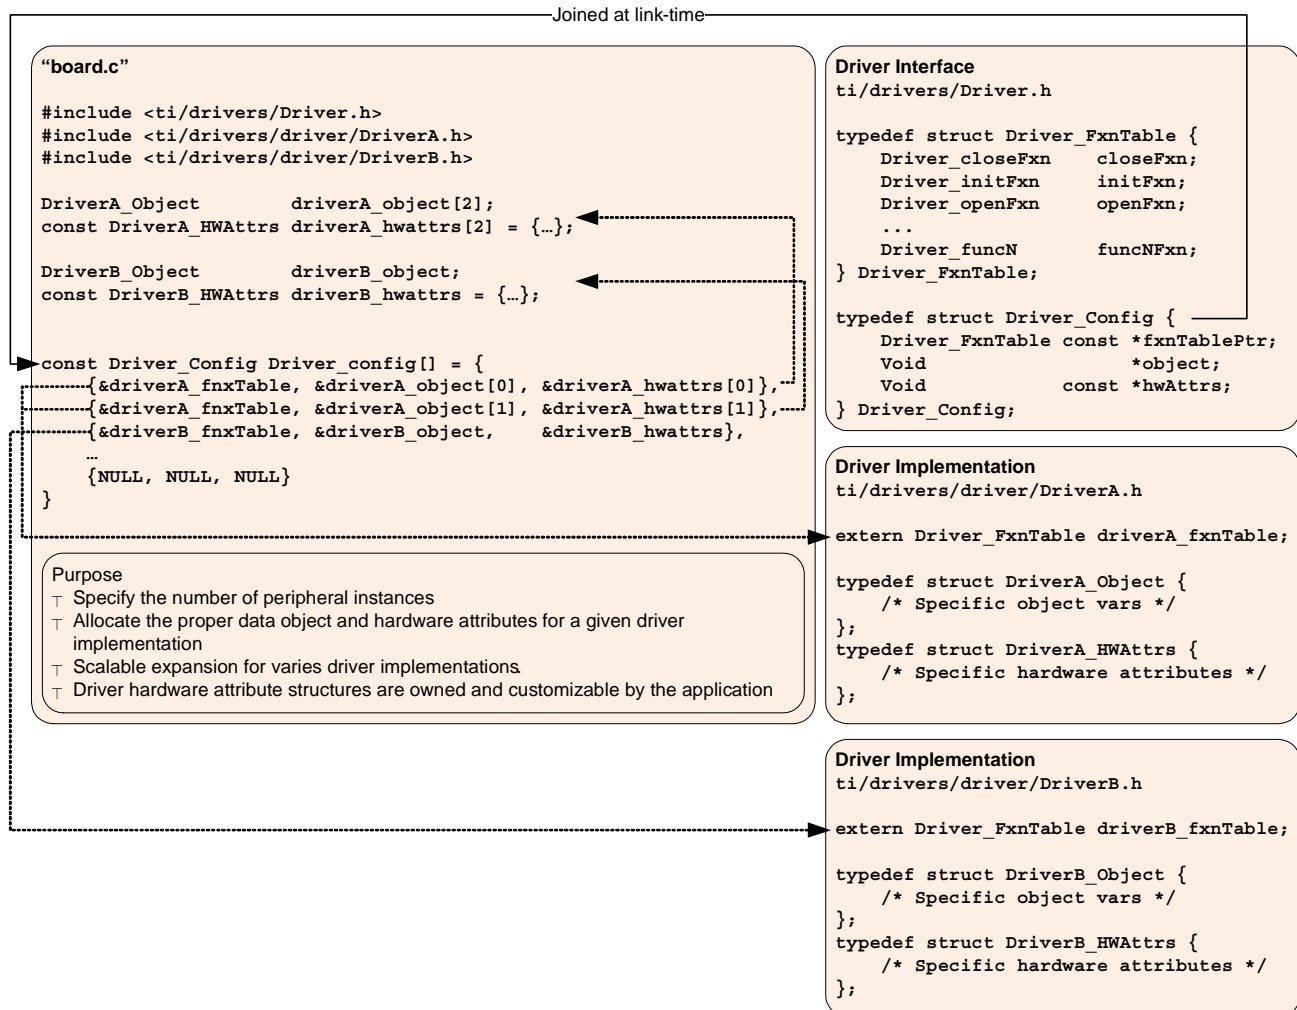 Joined at link-time
“board.c”
#include <ti/drivers/Driver.h>
#include <ti/drivers/driver/DriverA.h>
#include <ti/drivers/driver/DriverB.h>
DriverA_Object        driverA_object[2];
const DriverA_HWAttrs driverA_hwattrs[2] = {…};
DriverB_Object        driverB_object;
const DriverB_HWAttrs driverB_hwattrs = {…};
const Driver_Config Driver_config[] = {
{&driverA_fnxTable, &driverA_object[0], &driverA_hwattrs[0]},
{&driverA_fnxTable, &driverA_object[1], &driverA_hwattrs[1]},
{&driverB_fnxTable, &driverB_object,    &driverB_hwattrs},
…
{NULL, NULL, NULL}
}
Purpose
┬ Specify the number of peripheral instances
┬ Allocate the proper data object and hardware attributes for a given driver
implementation
┬ Scalable expansion for varies driver implementations.
┬ Driver hardware attribute structures are owned and customizable by the application
Driver Interface
ti/drivers/Driver.h
typedef struct Driver_FxnTable {
Driver_closeFxn    closeFxn;
Driver_initFxn     initFxn;
Driver_openFxn     openFxn;
...
Driver_funcN       funcNFxn;
} Driver_FxnTable;
typedef struct Driver_Config {
Driver_FxnTable const *fxnTablePtr;
Void                  *object;
Void            const *hwAttrs;
} Driver_Config;
Driver Implementation
ti/drivers/driver/DriverA.h
extern Driver_FxnTable driverA_fxnTable;
typedef struct DriverA_Object {
/* Specific object vars */
};
typedef struct DriverA_HWAttrs {
/* Specific hardware attributes */
};
Driver Implementation
ti/drivers/driver/DriverB.h
extern Driver_FxnTable driverB_fxnTable;
typedef struct DriverB_Object {
/* Specific object vars */
};
typedef struct DriverB_HWAttrs {
/* Specific hardware attributes */
};